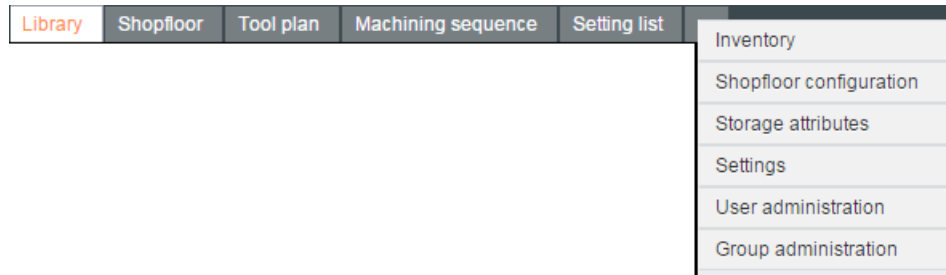 Library Shopfloor Tool plan Machining sequence Setting list
Inventory
Shopfloor configuration
Storage attributes
Settings
User administration
Group administration